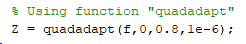 % Using function "quadadapt"
Z = quadadapt(f,0,0.8,1e-6);